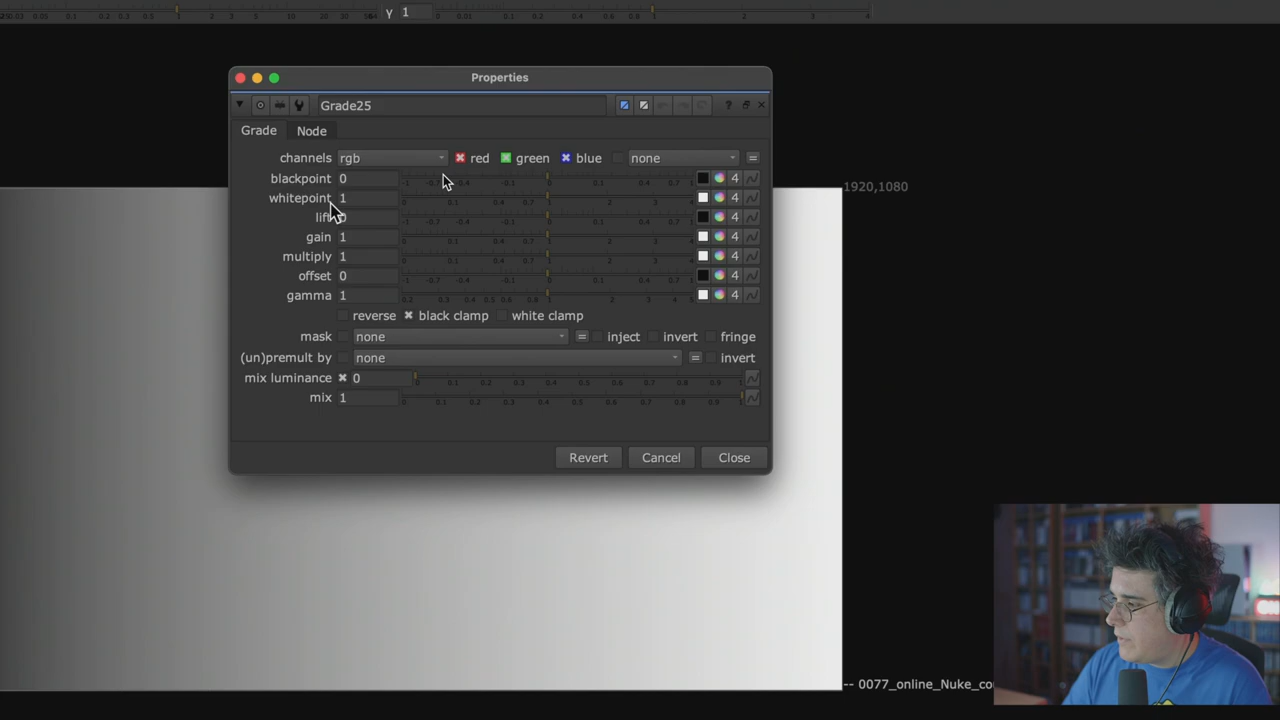 γ 1
Properties
Grade25
Grade Node
channels rgb red green blue none =
blackpoint 0
whitepoint 1
lift 0
gain 1
multiply 1
offset 0
gamma 1
reverse black clamp white clamp
mask none = inject invert fringe
(un)premult by none = invert
mix luminance 0
mix 1
Revert Cancel Close
1920,1080
-- 0077_online_Nuke_co